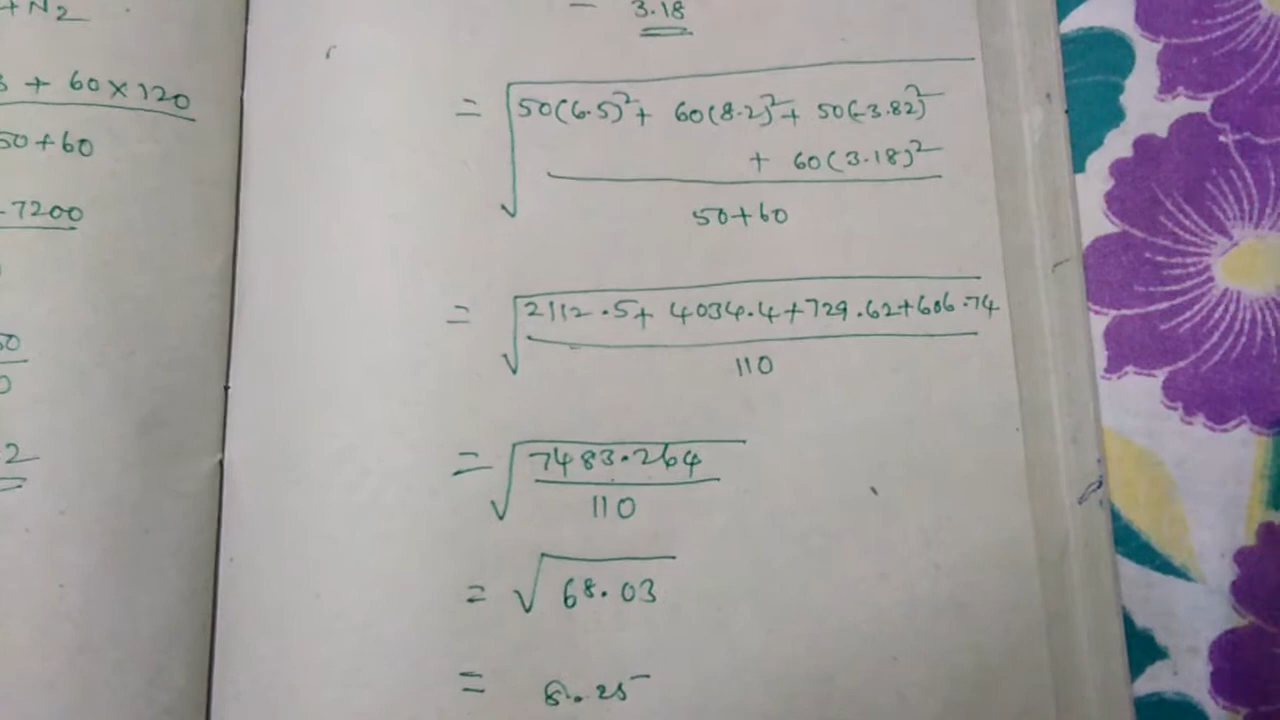 +N2
3 + 60×120
50+60
7200
2
= 3.18
= √50(6.5)²+ 60(8.2)²+ 50(-3.82)²
+ 60(3.18)²
50+60
= √2112.5+ 4034.4+729.62+606.74
110
= √7483.264
110
= √68.03
= 8.25